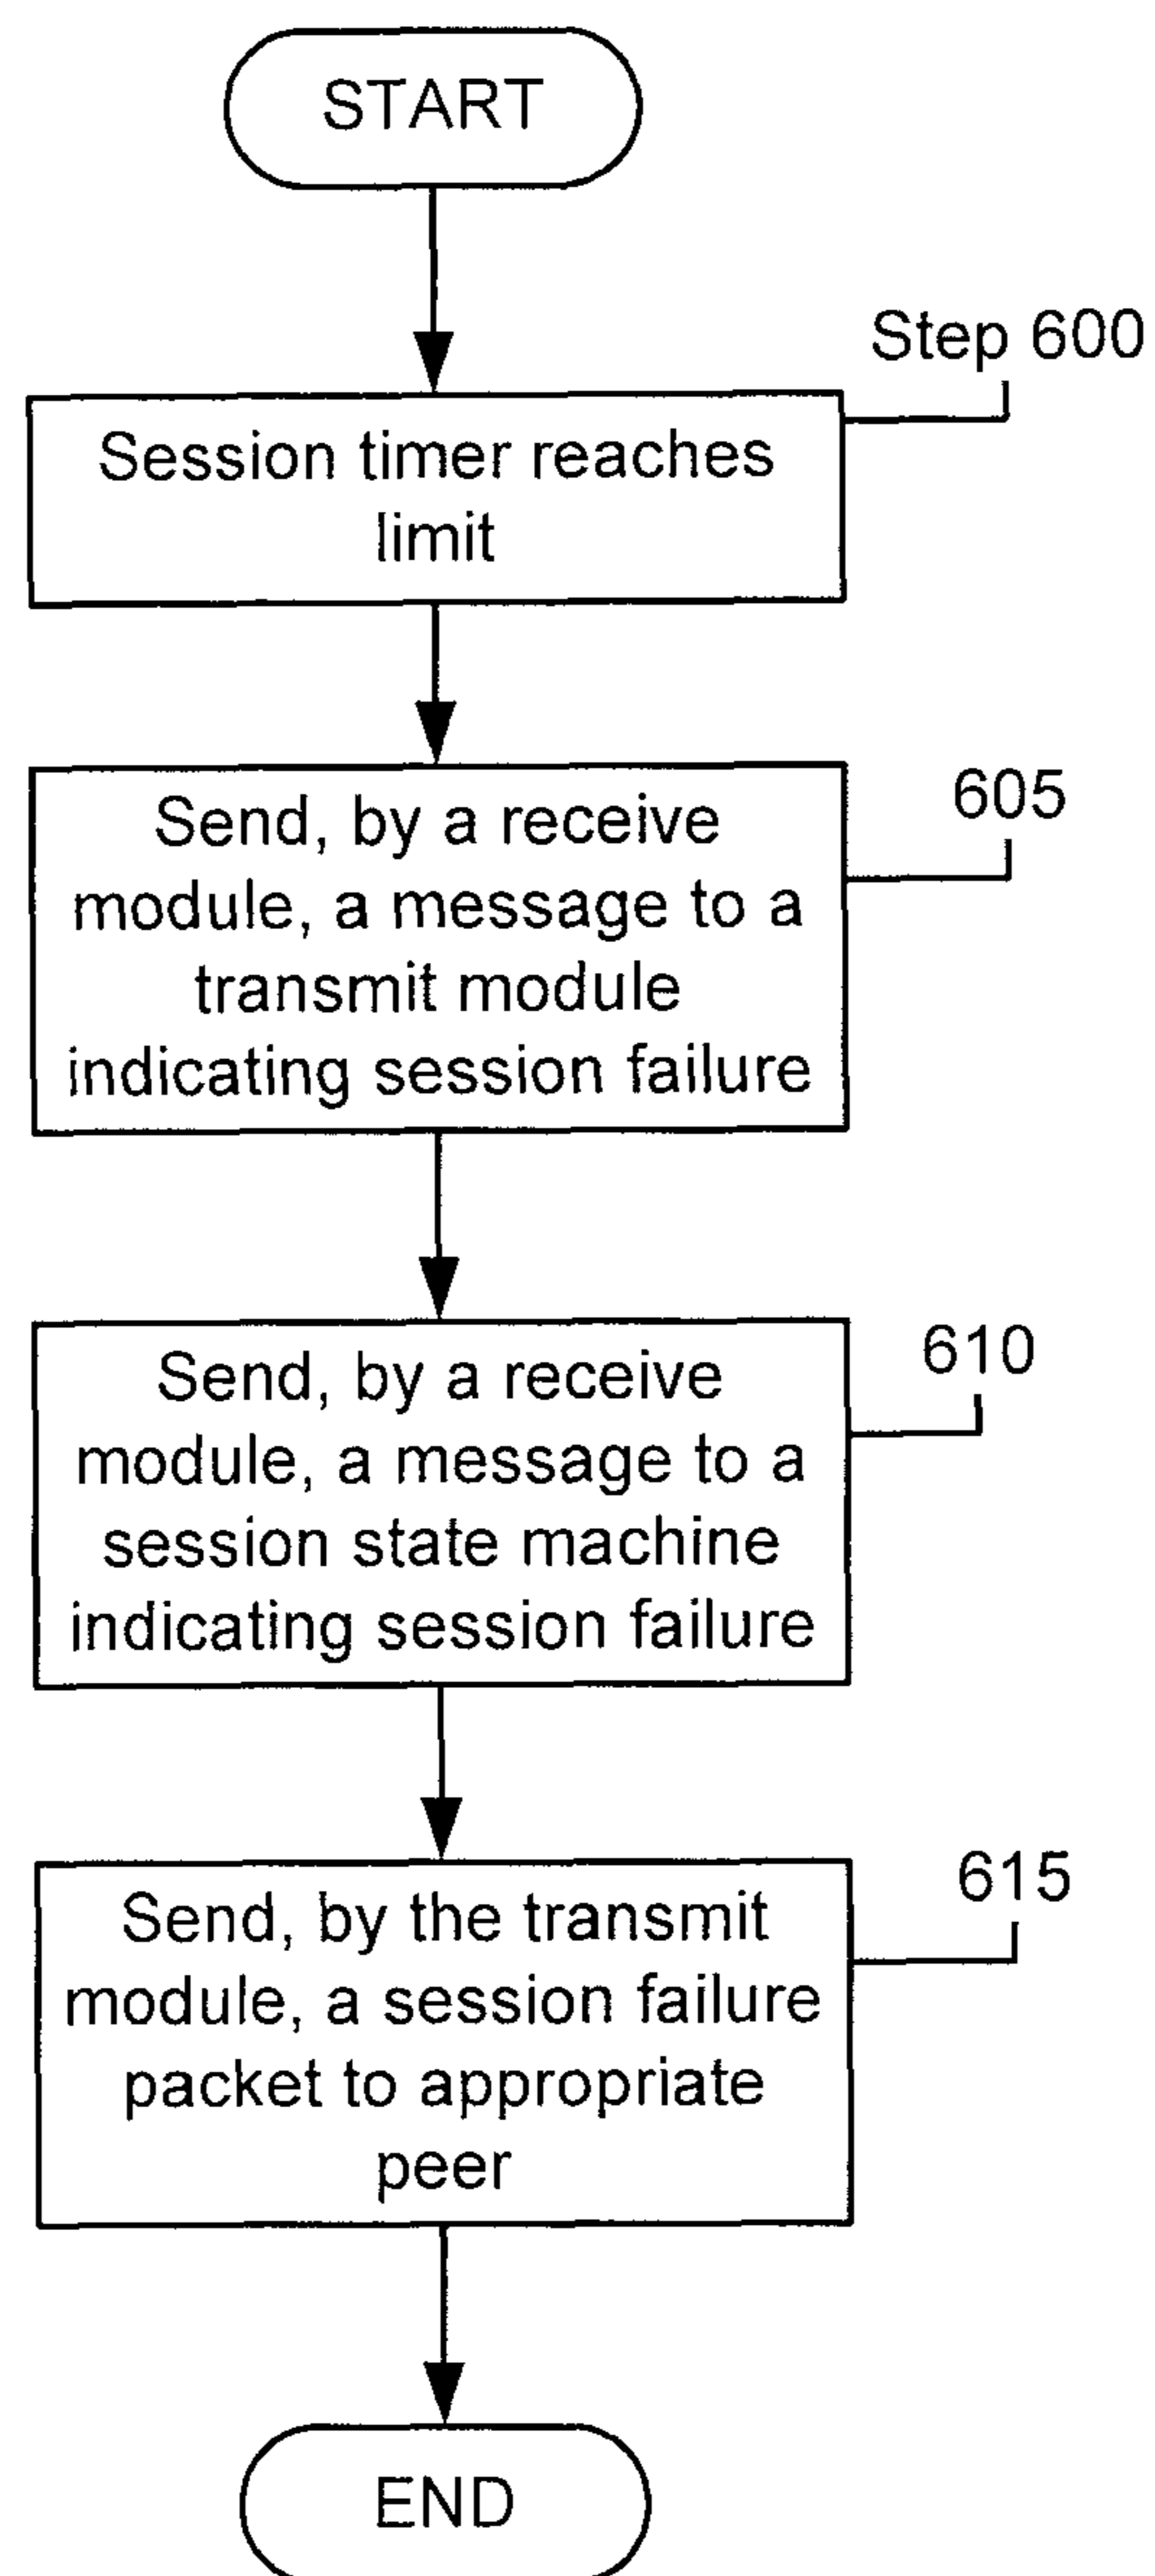 START
Step 600
Session timer reaches
limit
605
Send, by a receive
module, a message to a
transmit module
indicating session failure
610
Send, by a receive
module, a message to a
session state machine
indicating session failure
615
Send, by the transmit
module, a session failure
packet to appropriate
peer
END